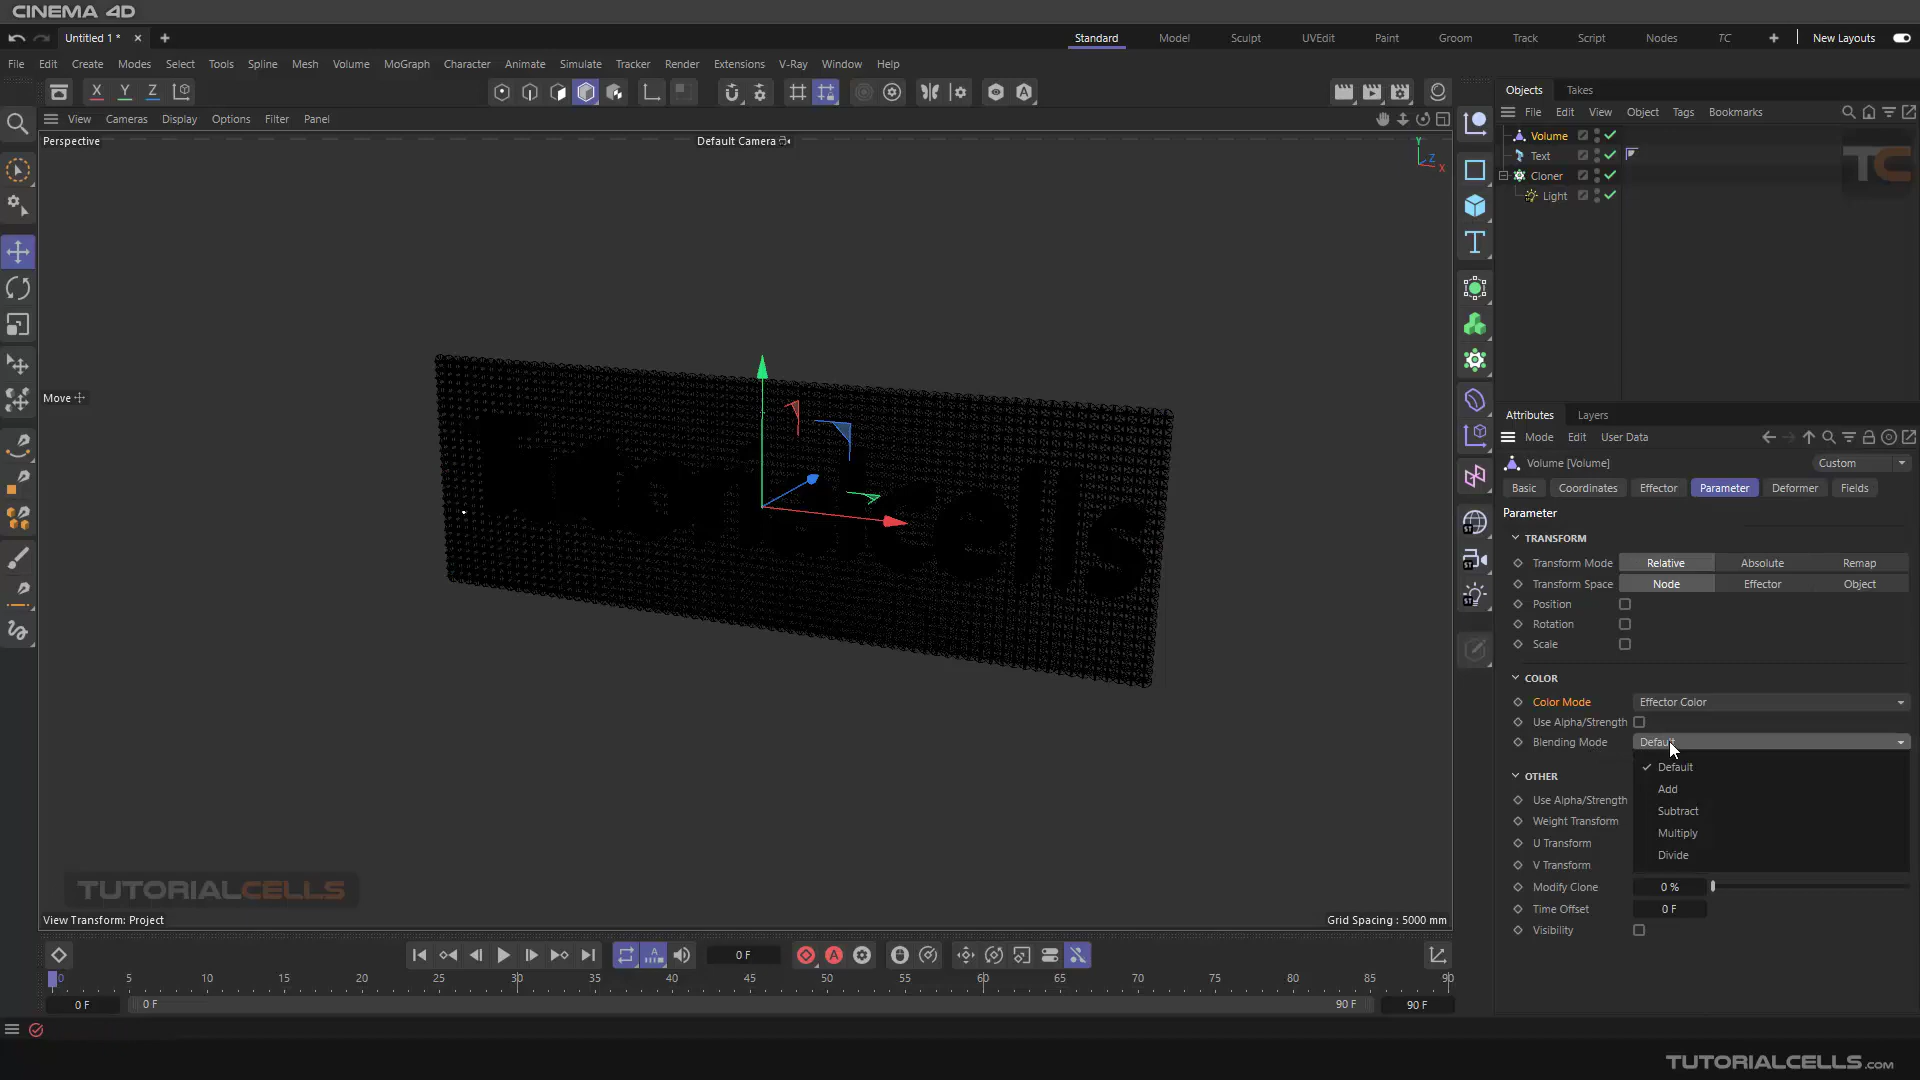 CINEMA 4D
Untitled 1 *
Standard Model Sculpt UVEdit Paint Groom Track Script Nodes TC New Layouts
File Edit Create Modes Select Tools Spline Mesh Volume MoGraph Character Animate Simulate Tracker Render Extensions V-Ray Window Help
X Y Z
View Cameras Display Options Filter Panel
Perspective
Default Camera
Y
Z
X
Move
Objects Takes
File Edit View Object Tags Bookmarks
Volume
Text
Cloner
Light
TC
Attributes Layers
Mode Edit User Data
Volume [Volume] Custom
Basic Coordinates Effector Parameter Deformer Fields
Parameter
TRANSFORM
Transform Mode Relative Absolute Remap
Transform Space Node Effector Object
Position
Rotation
Scale
COLOR
Color Mode Effector Color
Use Alpha/Strength
Blending Mode Default
Default
Add
Subtract
Multiply
Divide
OTHER
Use Alpha/Strength
Weight Transform
U Transform
V Transform
Modify Clone 0 %
Time Offset 0 F
Visibility
TUTORIALCELLS
View Transform: Project
Grid Spacing : 5000 mm
0 F
0 5 10 15 20 25 30 35 40 45 50 55 60 65 70 75 80 85 90
0 F 0 F 90 F 90 F
TUTORIALCELLS.COM